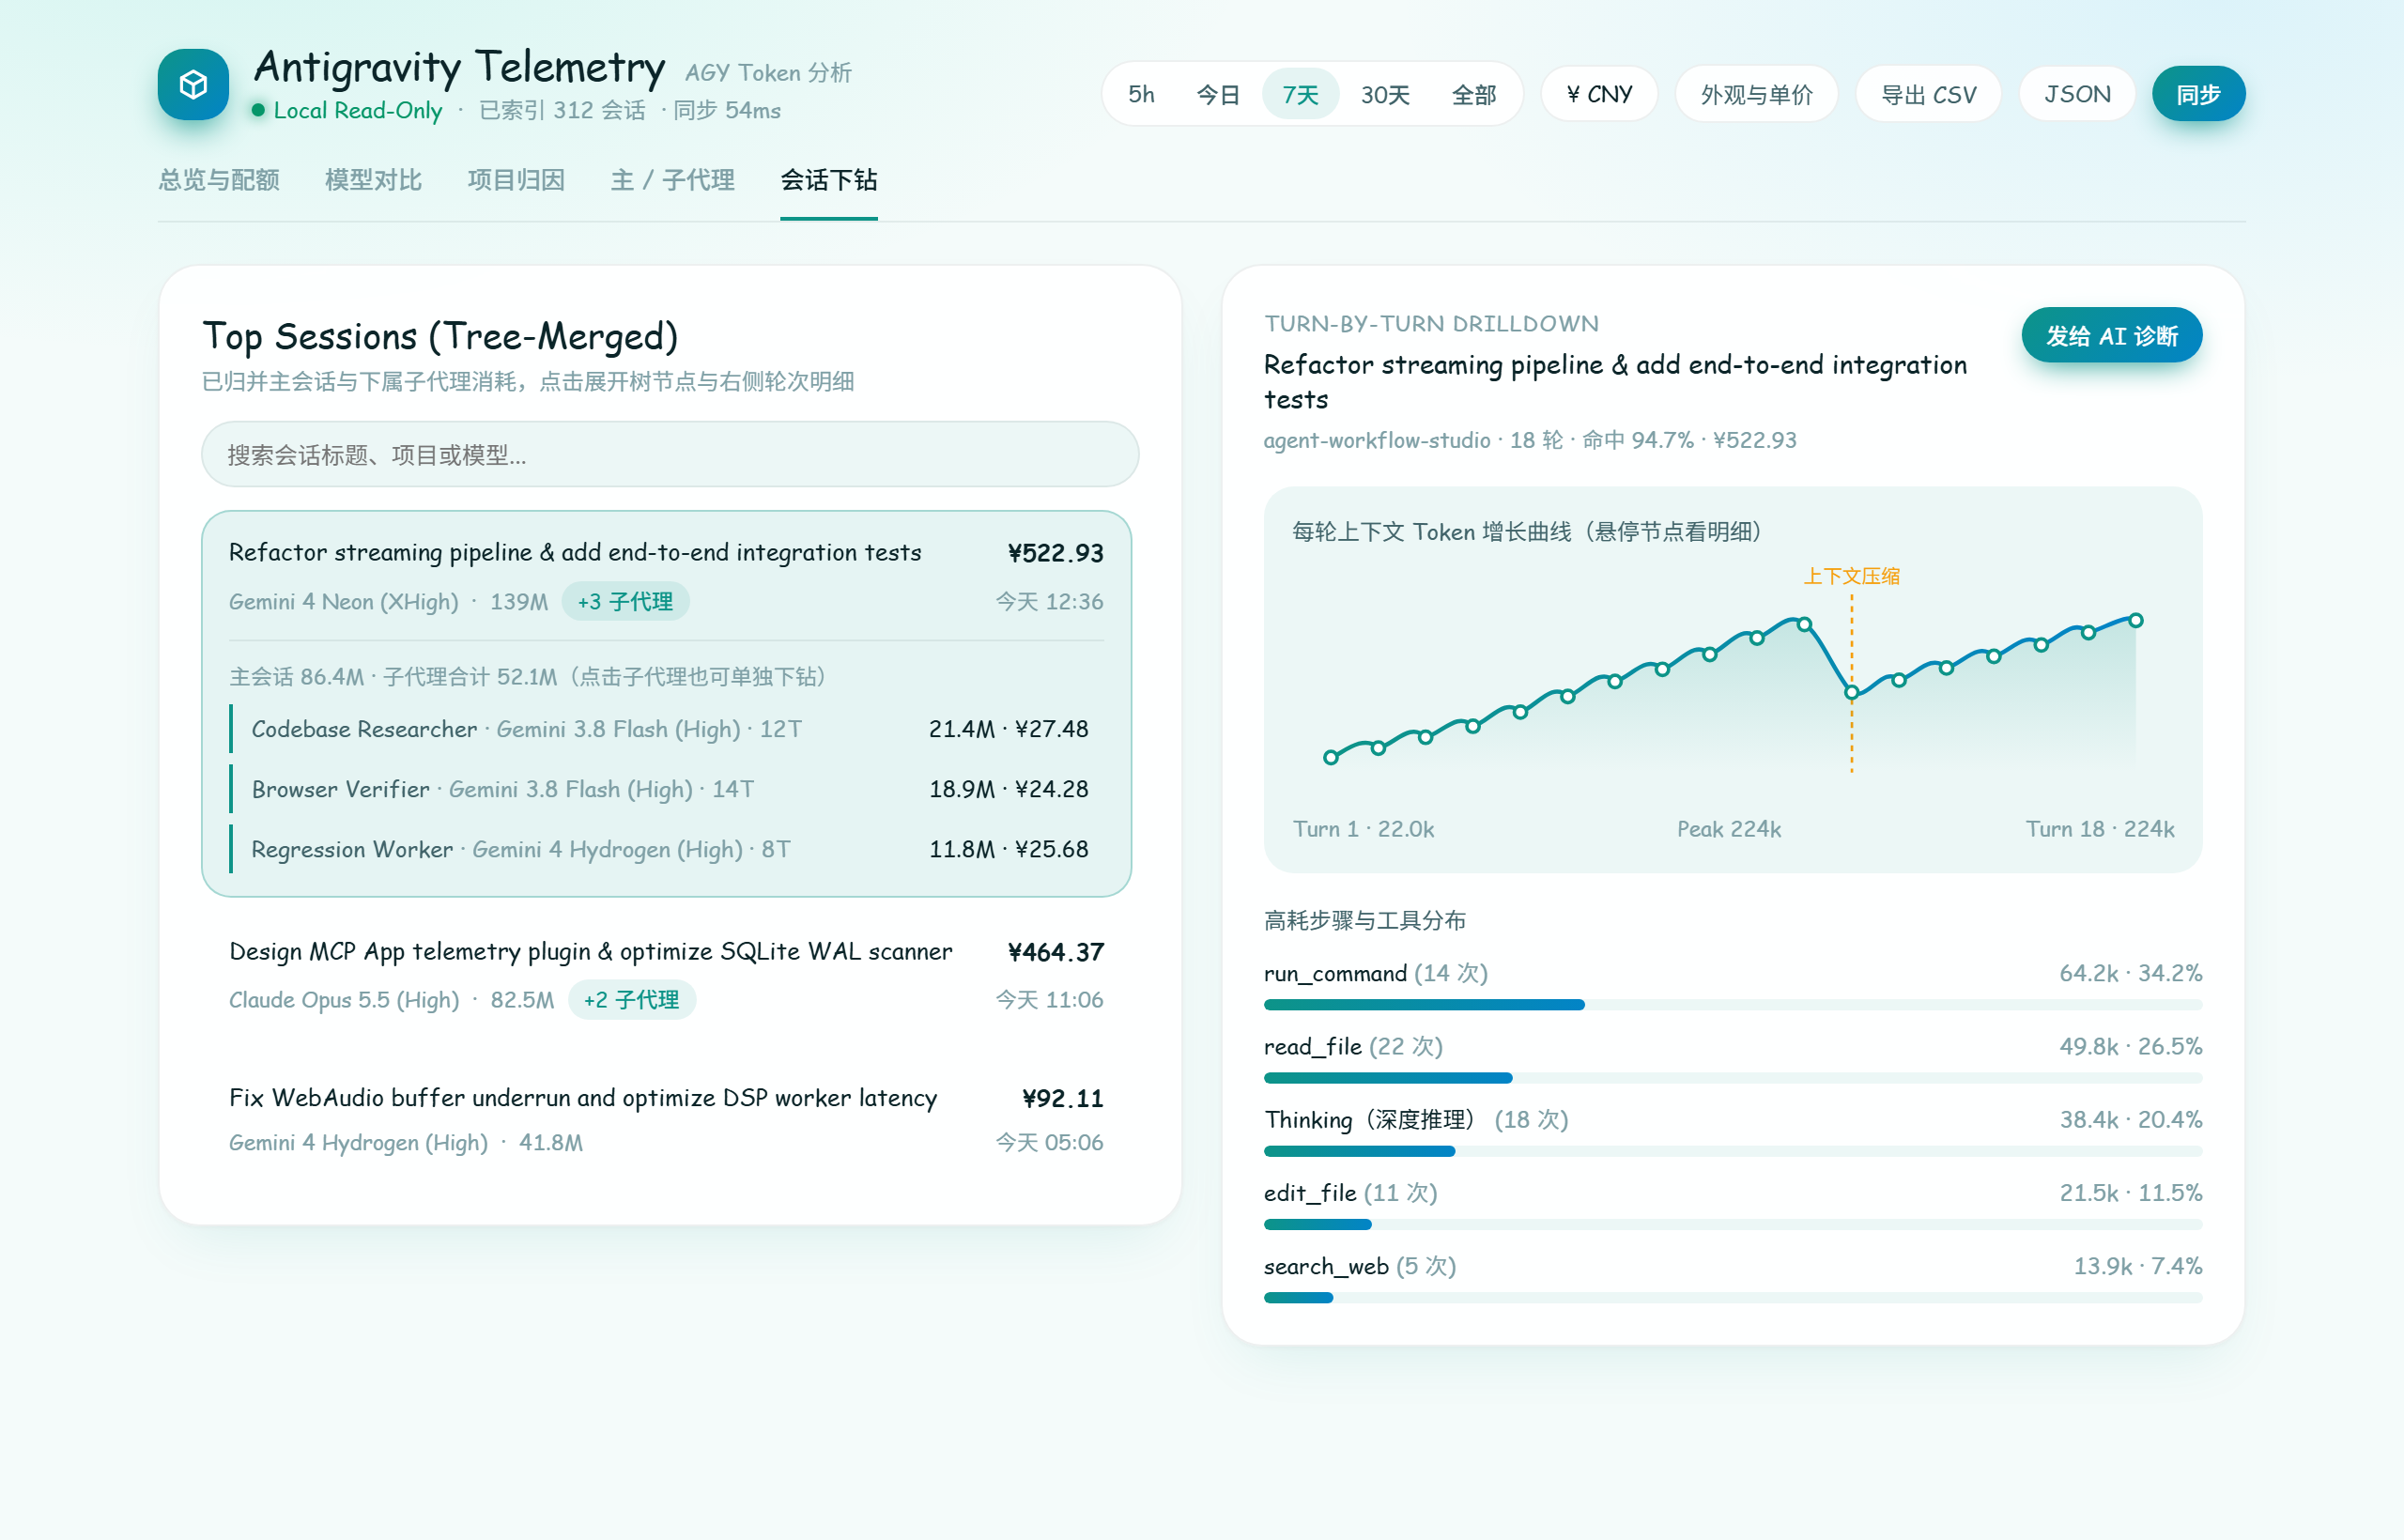 Antigravity Telemetry AGY Token 分析
Local Read-Only · 已索引 312 会话 · 同步 54ms
5h 今日 7天 30天 全部 ¥ CNY 外观与单价 导出 CSV JSON 同步
总览与配额 模型对比 项目归因 主 / 子代理 会话下钻
Top Sessions (Tree-Merged)
已归并主会话与下属子代理消耗，点击展开树节点与右侧轮次明细
搜索会话标题、项目或模型...
Refactor streaming pipeline & add end-to-end integration tests ¥522.93
Gemini 4 Neon (XHigh) · 139M +3 子代理 今天 12:36
主会话 86.4M · 子代理合计 52.1M（点击子代理也可单独下钻）
Codebase Researcher · Gemini 3.8 Flash (High) · 12T 21.4M · ¥27.48
Browser Verifier · Gemini 3.8 Flash (High) · 14T 18.9M · ¥24.28
Regression Worker · Gemini 4 Hydrogen (High) · 8T 11.8M · ¥25.68
Design MCP App telemetry plugin & optimize SQLite WAL scanner ¥464.37
Claude Opus 5.5 (High) · 82.5M +2 子代理 今天 11:06
Fix WebAudio buffer underrun and optimize DSP worker latency ¥92.11
Gemini 4 Hydrogen (High) · 41.8M 今天 05:06
TURN-BY-TURN DRILLDOWN
发给 AI 诊断
Refactor streaming pipeline & add end-to-end integration
tests
agent-workflow-studio · 18 轮 · 命中 94.7% · ¥522.93
每轮上下文 Token 增长曲线（悬停节点看明细）
上下文压缩
Turn 1 · 22.0k Peak 224k Turn 18 · 224k
高耗步骤与工具分布
run_command (14 次) 64.2k · 34.2%
read_file (22 次) 49.8k · 26.5%
Thinking（深度推理） (18 次) 38.4k · 20.4%
edit_file (11 次) 21.5k · 11.5%
search_web (5 次) 13.9k · 7.4%